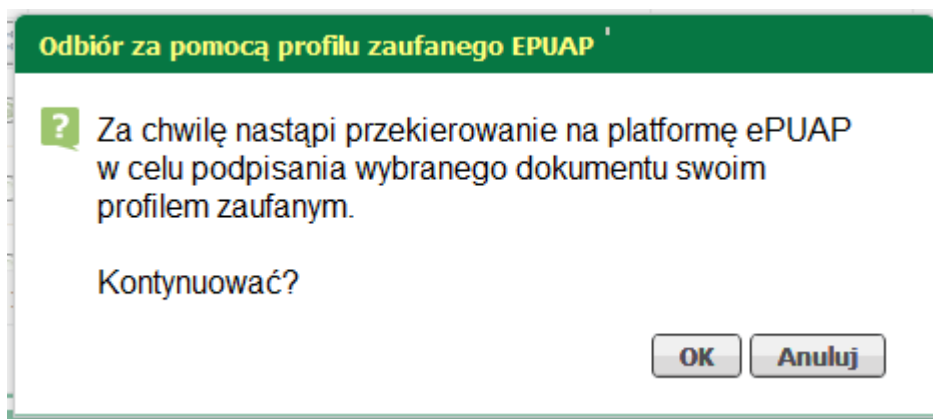 Odbiór za pomocą profilu zaufanego EPUAP
Za chwilę nastąpi przekierowanie na platformę ePUAP
w celu podpisania wybranego dokumentu swoim
profilem zaufanym.
Kontynuować?
OK Anuluj